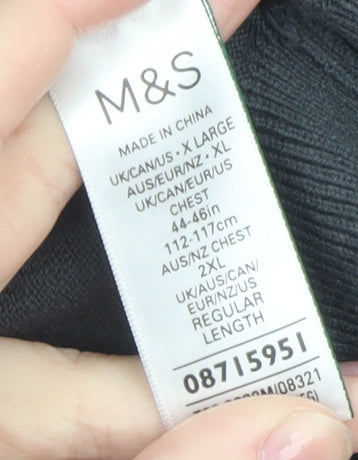 M&S
MADE IN CHINA
UK/CAN/US · X LARGE
AUS/EUR/NZ · XL
UK/CAN/EUR/US
CHEST
44-46in
112-117cm
AUS/NZ CHEST
2XL
UK/AUS/CAN/
EUR/NZ/US
REGULAR
LENGTH
08715951
/08321